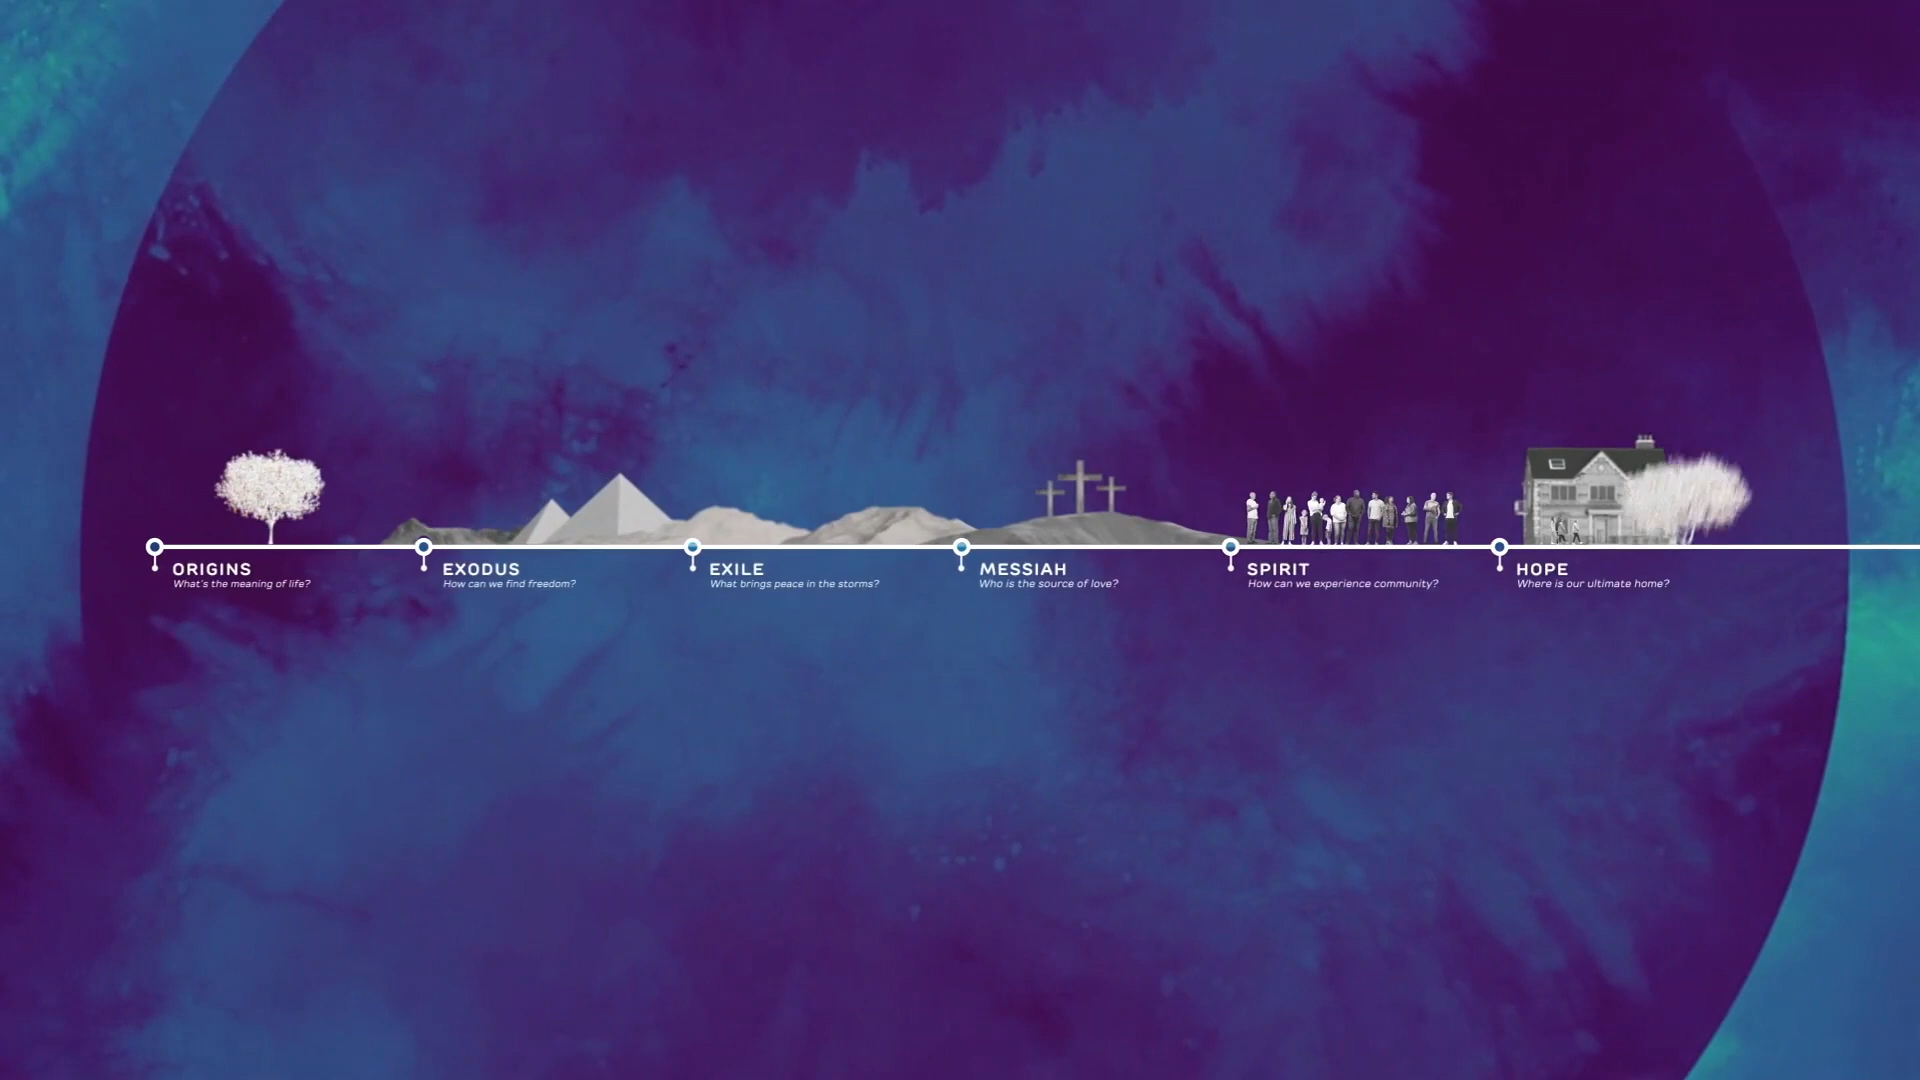 ORIGINS
What's the meaning of life?
EXODUS
How can we find freedom?
EXILE
What brings peace in the storms?
MESSIAH
Who is the source of love?
SPIRIT
How can we experience community?
HOPE
Where is our ultimate home?